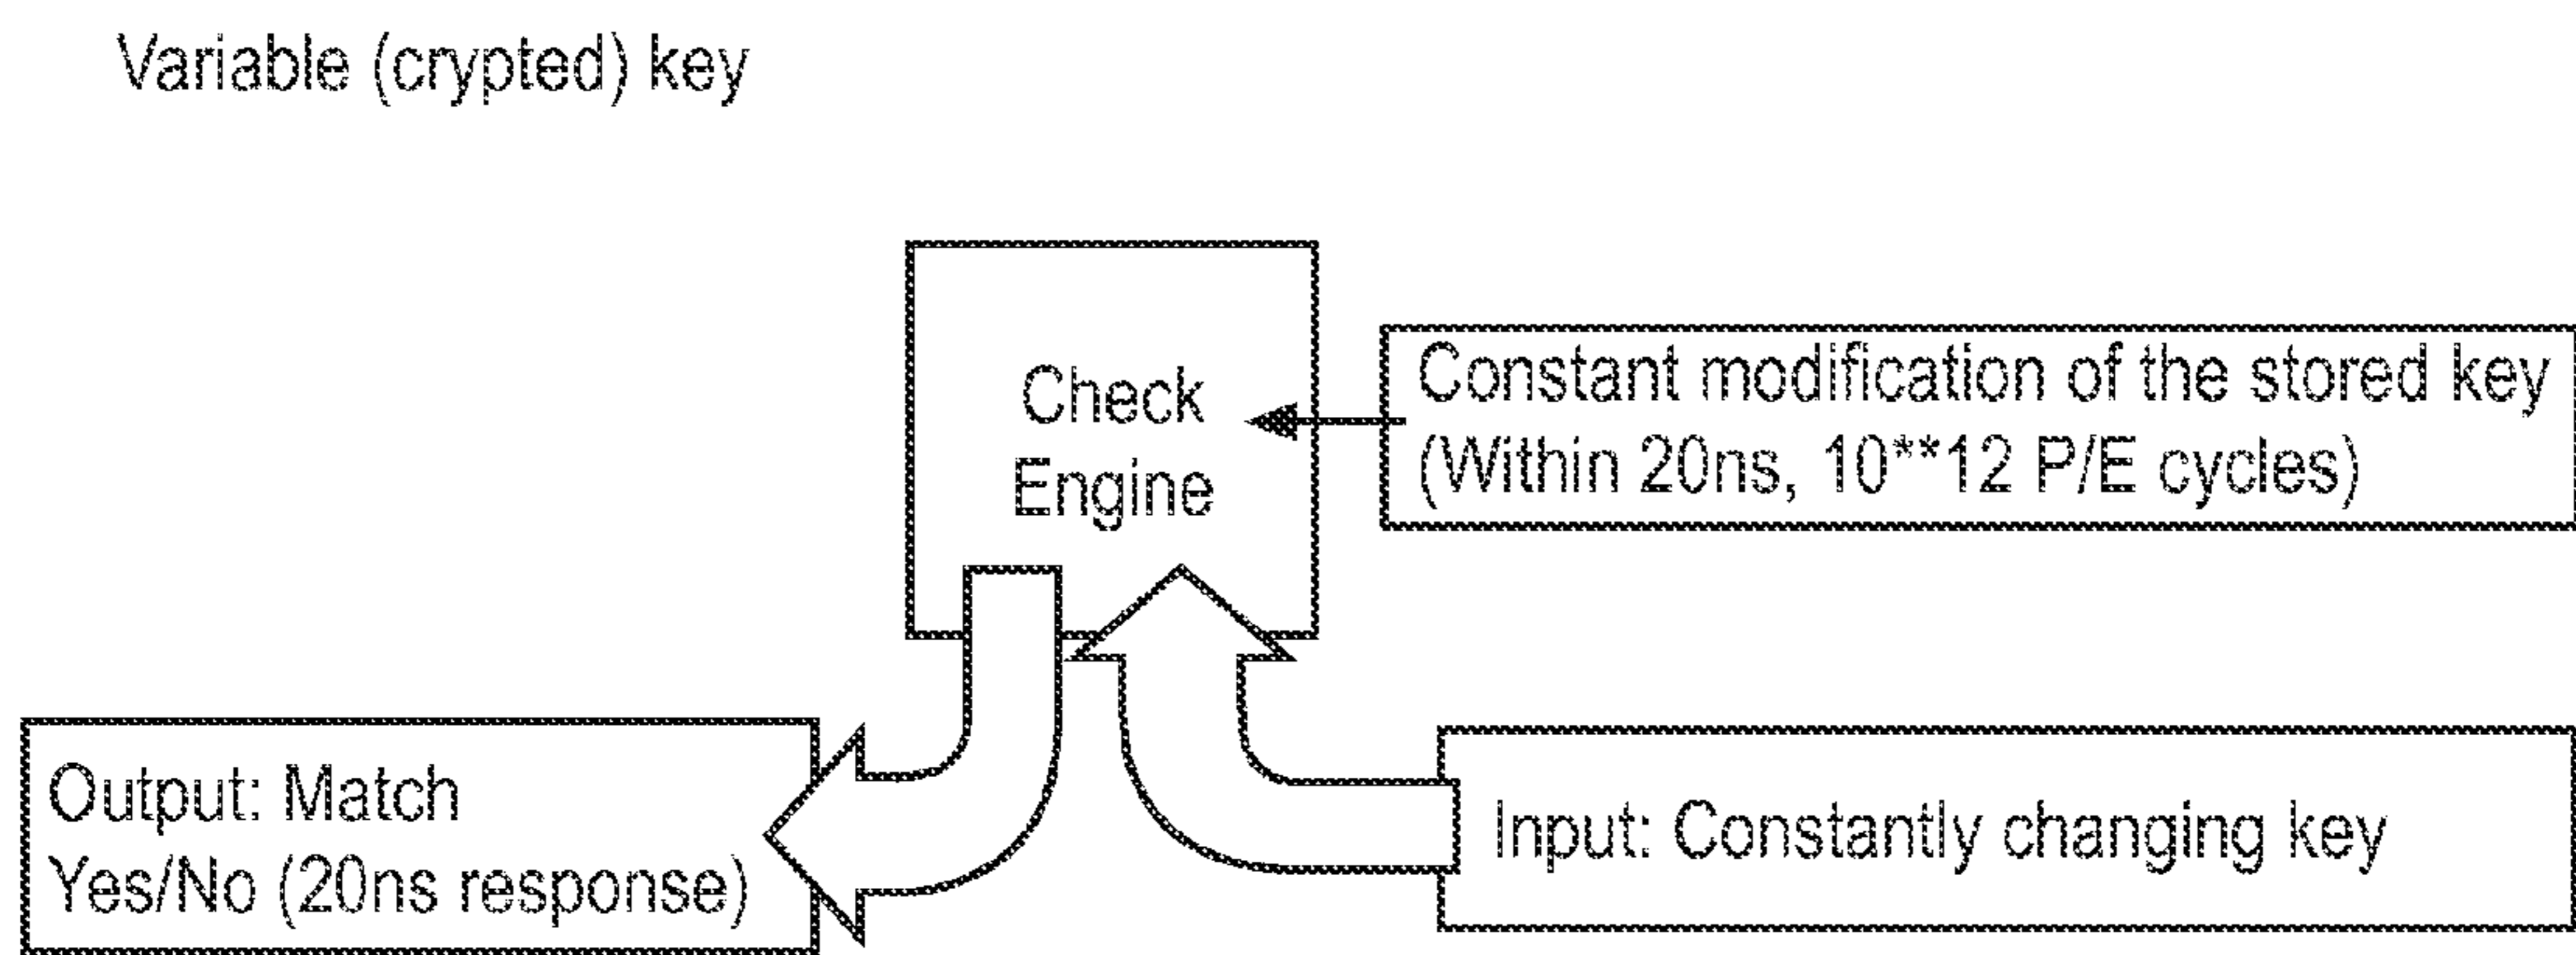 Variable (crypted) key
Check
Engine
Constant modification of the stored key
(Within 20ns, 10**12 P/E cycles)
Output: Match
Yes/No (20ns response)
Input: Constantly changing key